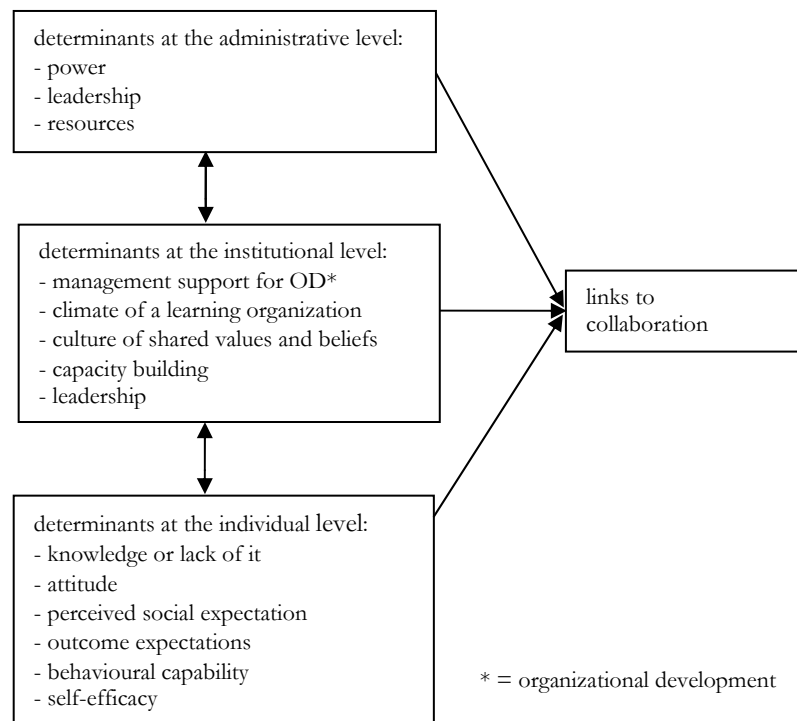 determinants at the administrative level:
- power
- leadership
- resources
determinants at the institutional level:
- management support for OD*
- climate of a learning organization
- culture of shared values and beliefs
- capacity building
- leadership
links to
collaboration
determinants at the individual level:
- knowledge or lack of it
- attitude
- perceived social expectation
- outcome expectations
- behavioural capability
- self-efficacy
* = organizational development